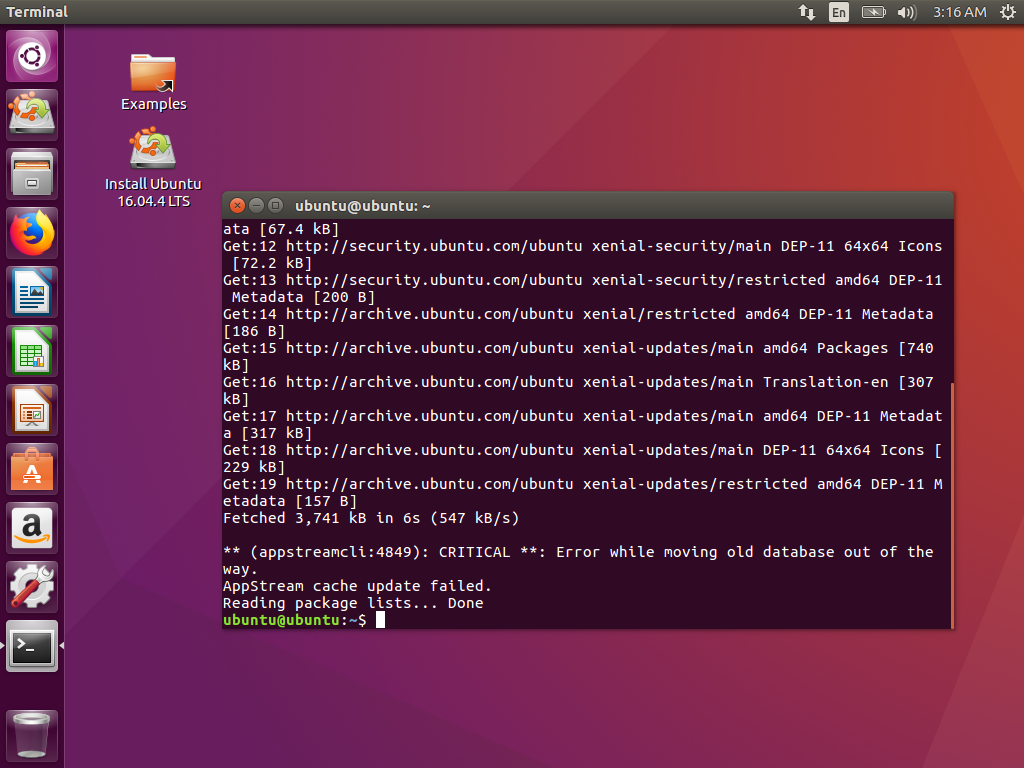 Terminal
En
3:16 AM
Examples
Install Ubuntu
16.04.4 LTS
ubuntu@ubuntu: ~
ata [67.4 kB]
Get:12 http://security.ubuntu.com/ubuntu xenial-security/main DEP-11 64x64 Icons
 [72.2 kB]
Get:13 http://security.ubuntu.com/ubuntu xenial-security/restricted amd64 DEP-11
 Metadata [200 B]
Get:14 http://archive.ubuntu.com/ubuntu xenial/restricted amd64 DEP-11 Metadata
[186 B]
Get:15 http://archive.ubuntu.com/ubuntu xenial-updates/main amd64 Packages [740
kB]
Get:16 http://archive.ubuntu.com/ubuntu xenial-updates/main Translation-en [307
kB]
Get:17 http://archive.ubuntu.com/ubuntu xenial-updates/main amd64 DEP-11 Metadat
a [317 kB]
Get:18 http://archive.ubuntu.com/ubuntu xenial-updates/main DEP-11 64x64 Icons [
229 kB]
Get:19 http://archive.ubuntu.com/ubuntu xenial-updates/restricted amd64 DEP-11 M
etadata [157 B]
Fetched 3,741 kB in 6s (547 kB/s)
** (appstreamcli:4849): CRITICAL **: Error while moving old database out of the
way.
AppStream cache update failed.
Reading package lists... Done
ubuntu@ubuntu:~$